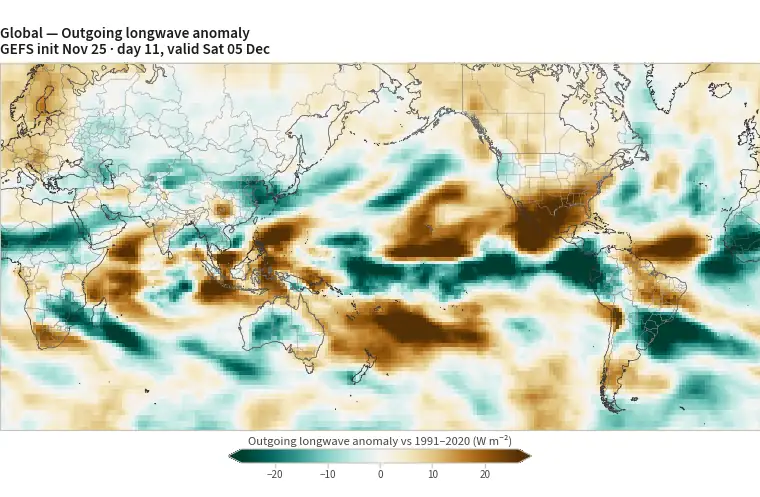 Global — Outgoing longwave anomaly
GEFS init Nov 25 · day 11, valid Sat 05 Dec
Outgoing longwave anomaly vs 1991–2020 (W m⁻²)
−20 −10 0 10 20